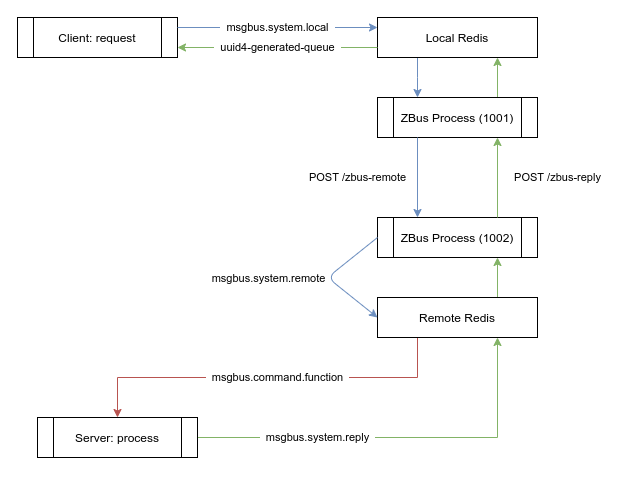 msgbus.system.local
Client: request
Local Redis
uuid4-generated-queue
ZBus Process (1001)
POST /zbus-remote
POST /zbus-reply
ZBus Process (1002)
msgbus.system.remote
Remote Redis
msgbus.command.function
Server: process
msgbus.system.reply